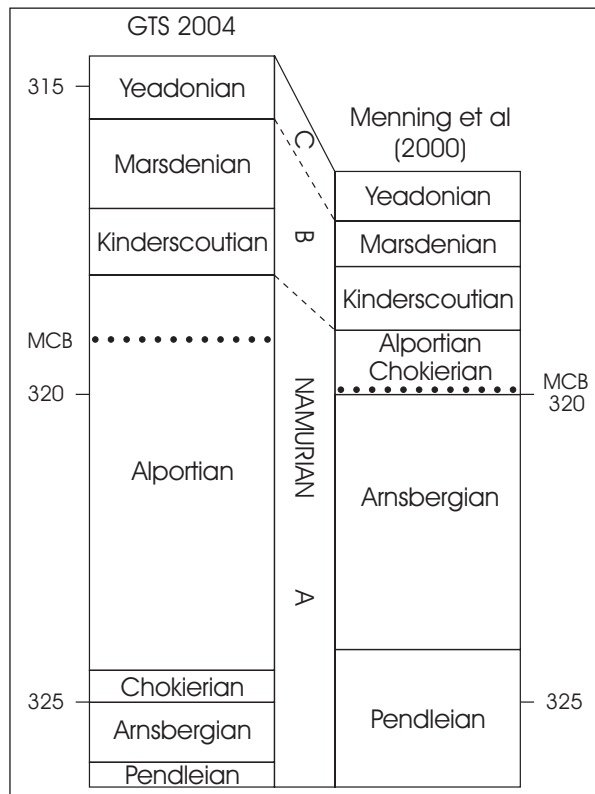 GTS 2004
315
Yeadonian
Marsdenian
Kinderscoutian
MCB
320
Alportian
Chokierian
325
Arnsbergian
Pendleian
C
B
NAMURIAN
A
Menning et al
(2000)
Yeadonian
Marsdenian
Kinderscoutian
Alportian
Chokierian
MCB
320
Arnsbergian
325
Pendleian